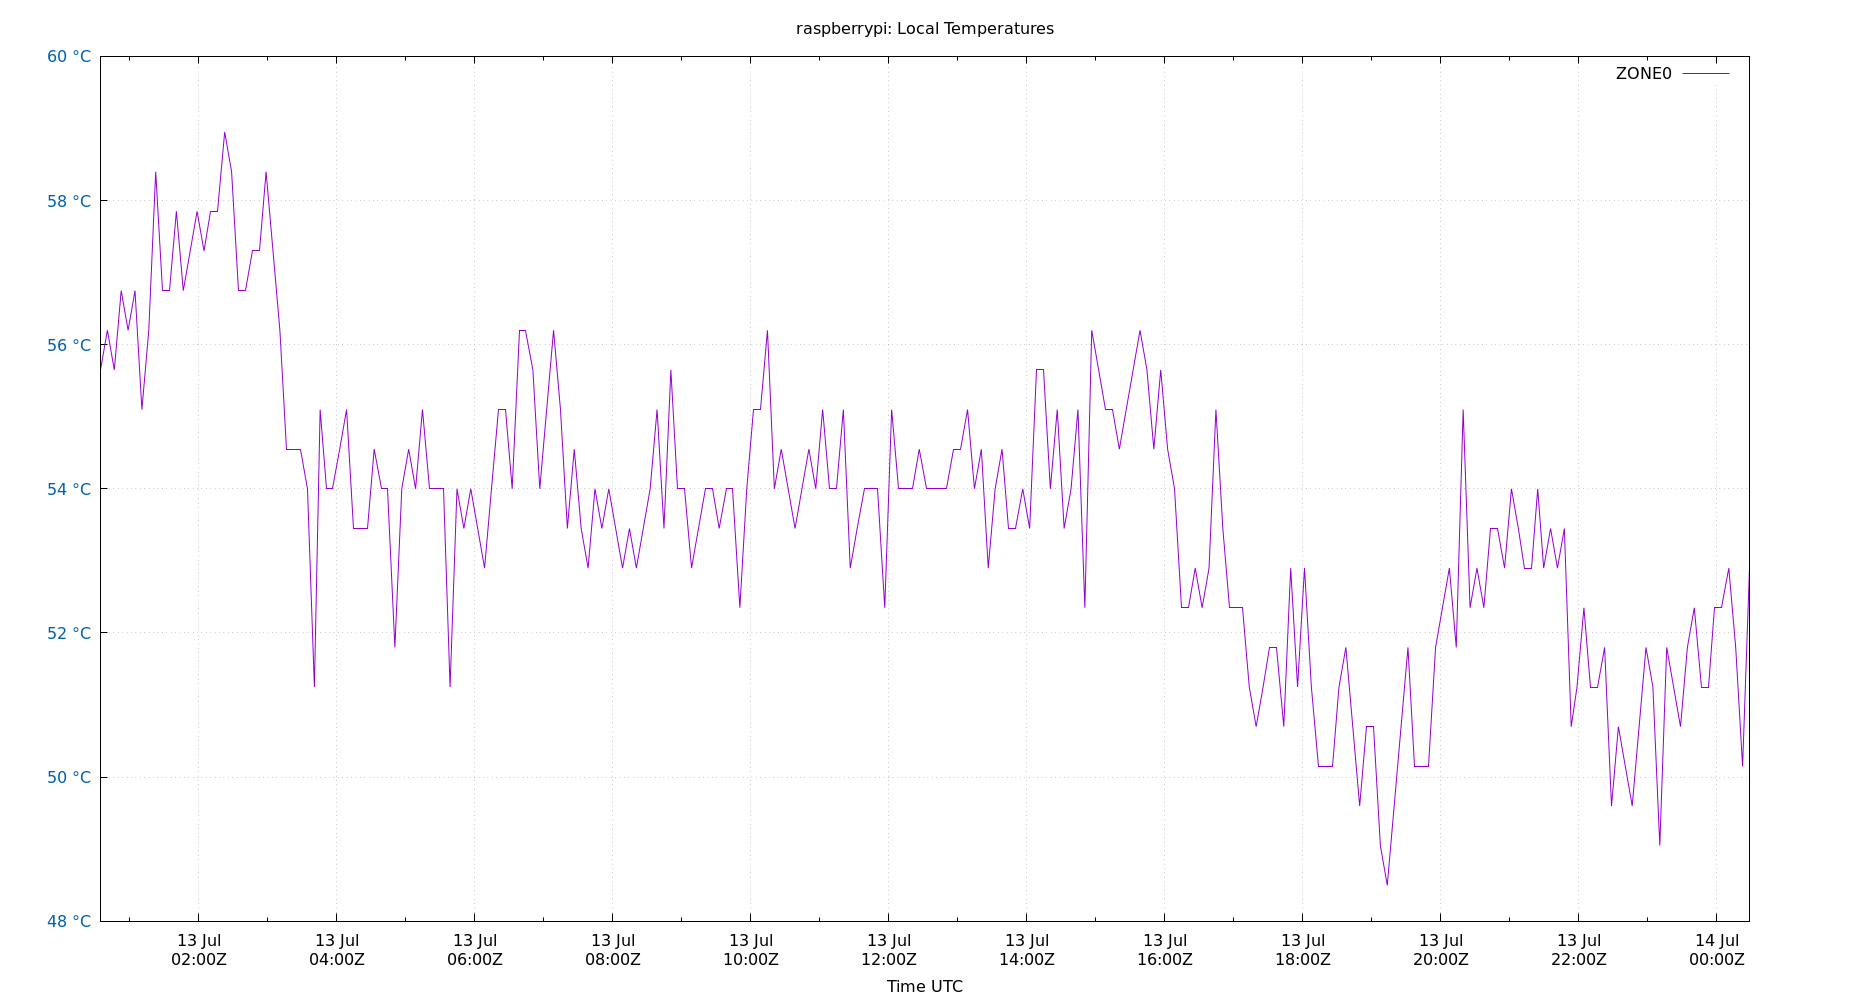 raspberrypi: Local Temperatures
60 °C
ZONE0
58 °C
56 °C
54 °C
52 °C
50 °C
48 °C
13 Jul 13 Jul 13 Jul 13 Jul 13 Jul 13 Jul 13 Jul 13 Jul 13 Jul 13 Jul 13 Jul 14 Jul
02:00Z 04:00Z 06:00Z 08:00Z 10:00Z 12:00Z 14:00Z 16:00Z 18:00Z 20:00Z 22:00Z 00:00Z
Time UTC